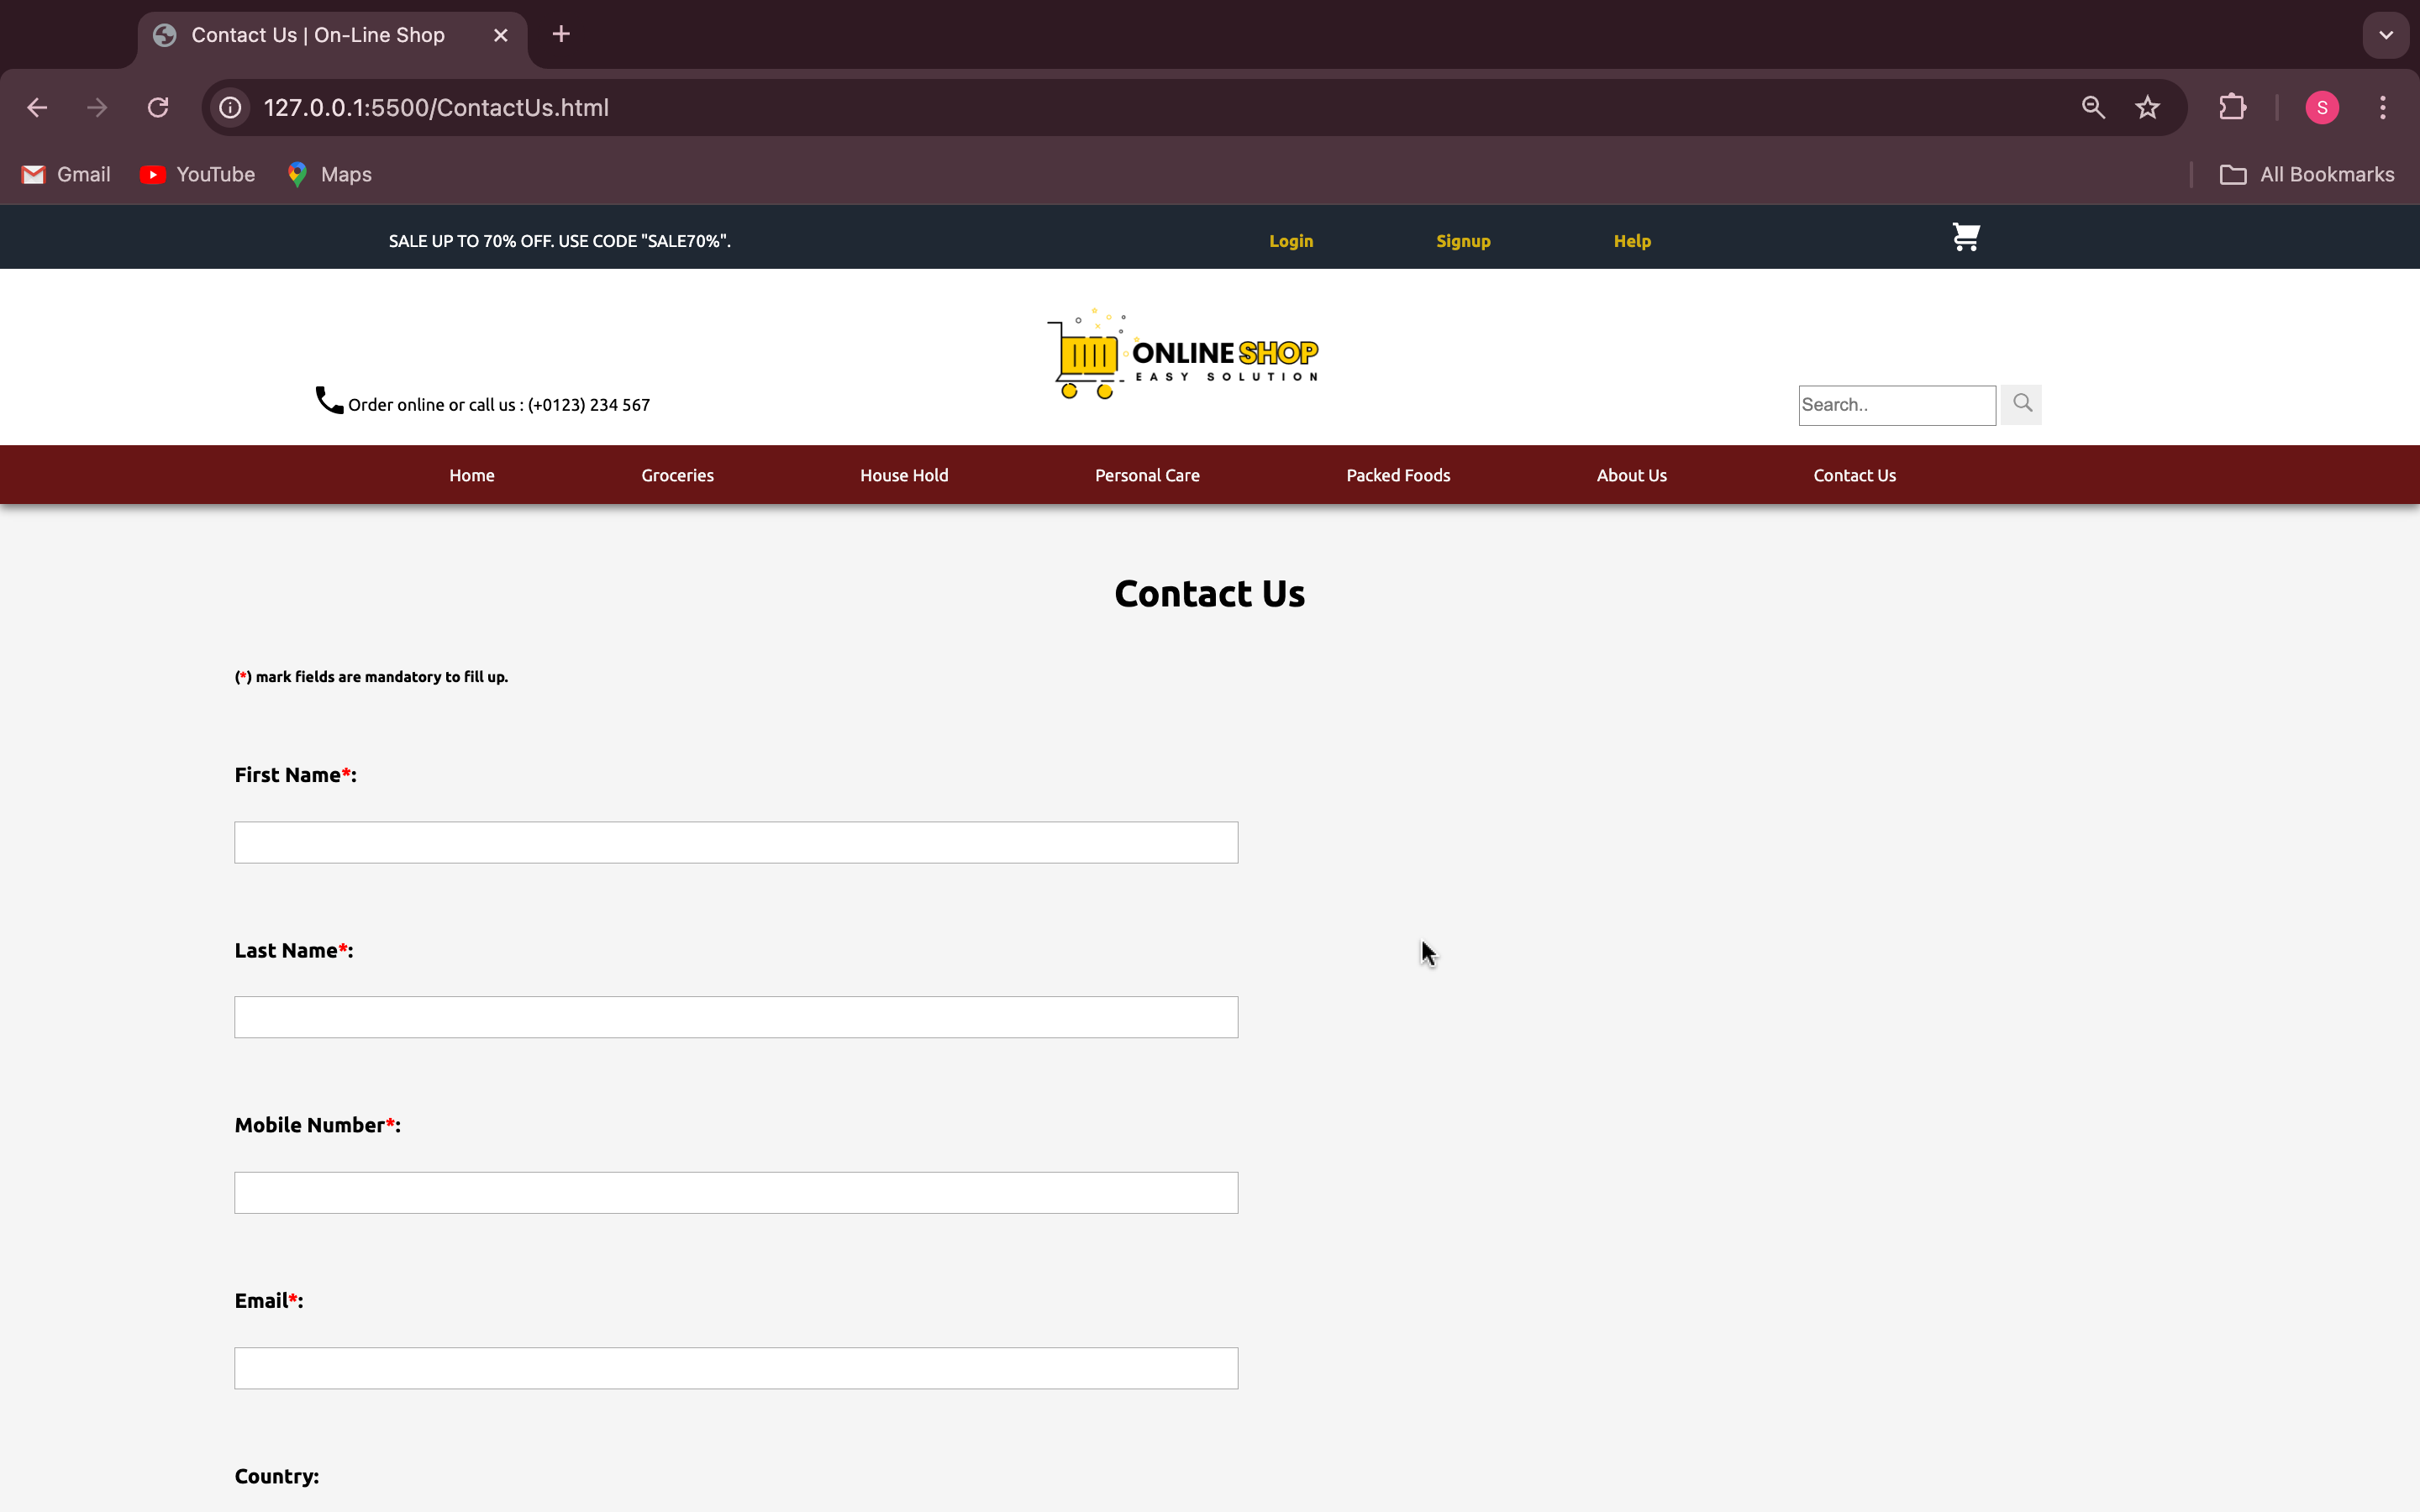 Contact Us | On-Line Shop
127.0.0.1:5500/ContactUs.html
S
Gmail YouTube Maps All Bookmarks
SALE UP TO 70% OFF. USE CODE "SALE70%". Login Signup Help
ONLINE SHOP
EASY SOLUTION
Order online or call us : (+0123) 234 567 Search..
Home Groceries House Hold Personal Care Packed Foods About Us Contact Us
Contact Us
(*) mark fields are mandatory to fill up.
First Name*:
Last Name*:
Mobile Number*:
Email*:
Country: